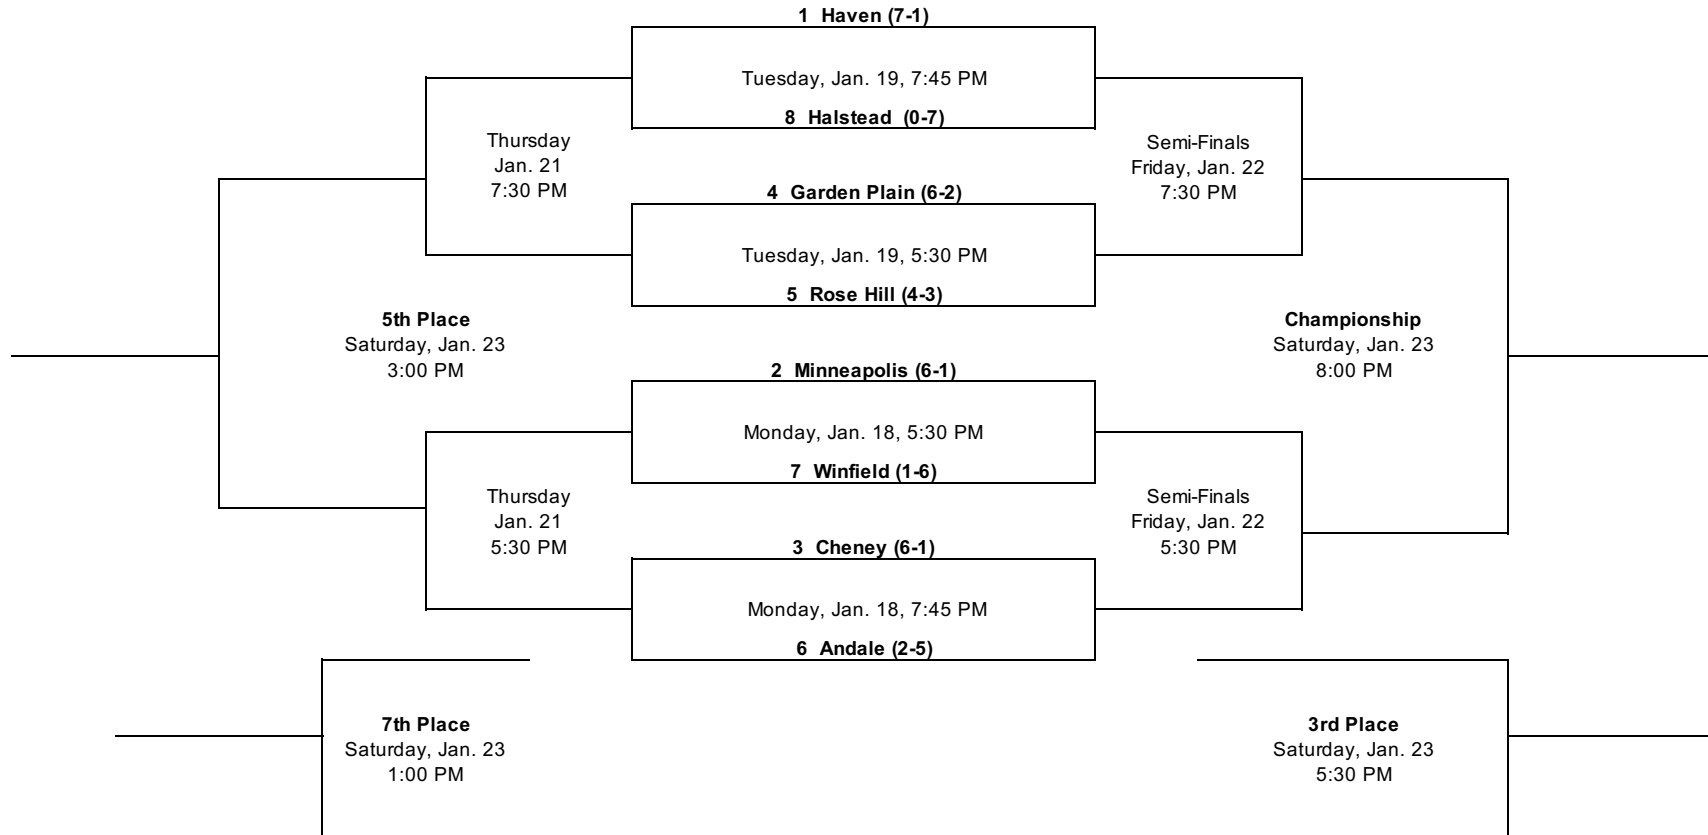 1 Haven (7-1)
Tuesday, Jan. 19, 7:45 PM
8 Halstead (0-7)
Thursday
Jan. 21
7:30 PM
Semi-Finals
Friday, Jan. 22
7:30 PM
4 Garden Plain (6-2)
Tuesday, Jan. 19, 5:30 PM
5 Rose Hill (4-3)
5th Place
Saturday, Jan. 23
3:00 PM
Championship
Saturday, Jan. 23
8:00 PM
2 Minneapolis (6-1)
Monday, Jan. 18, 5:30 PM
7 Winfield (1-6)
Thursday
Jan. 21
5:30 PM
Semi-Finals
Friday, Jan. 22
5:30 PM
3 Cheney (6-1)
Monday, Jan. 18, 7:45 PM
6 Andale (2-5)
7th Place
Saturday, Jan. 23
1:00 PM
3rd Place
Saturday, Jan. 23
5:30 PM